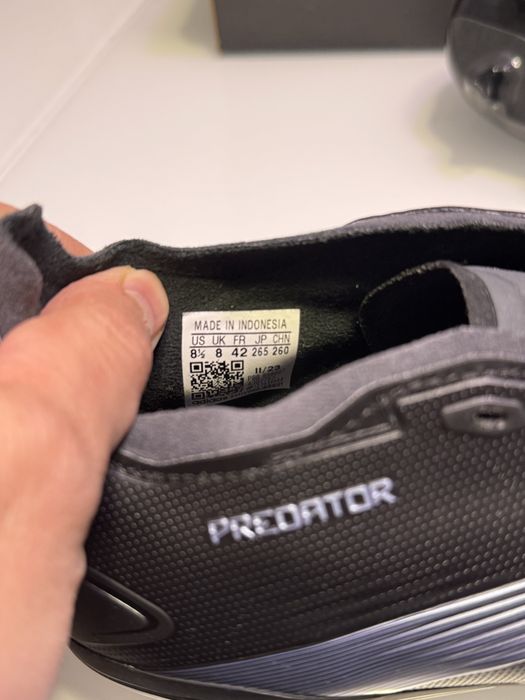 MADE IN INDONESIA
US UK FR JP CHN
8½ 8 42 265 260
11/23
PREDATOR